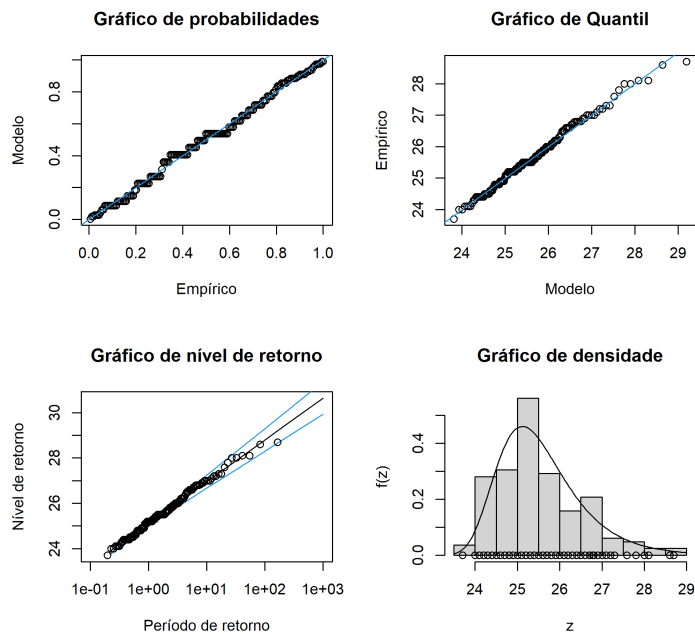 Gráfico de probabilidades
Modelo
0.0 0.4 0.8
0.0 0.2 0.4 0.6 0.8 1.0
Empírico
Gráfico de Quantil
Empírico
24 25 26 27 28
24 25 26 27 28 29
Modelo
Gráfico de nível de retorno
Nível de retorno
24 26 28 30
1e-01 1e+00 1e+01 1e+02 1e+03
Período de retorno
Gráfico de densidade
f(z)
0.0 0.2 0.4
24 25 26 27 28 29
z